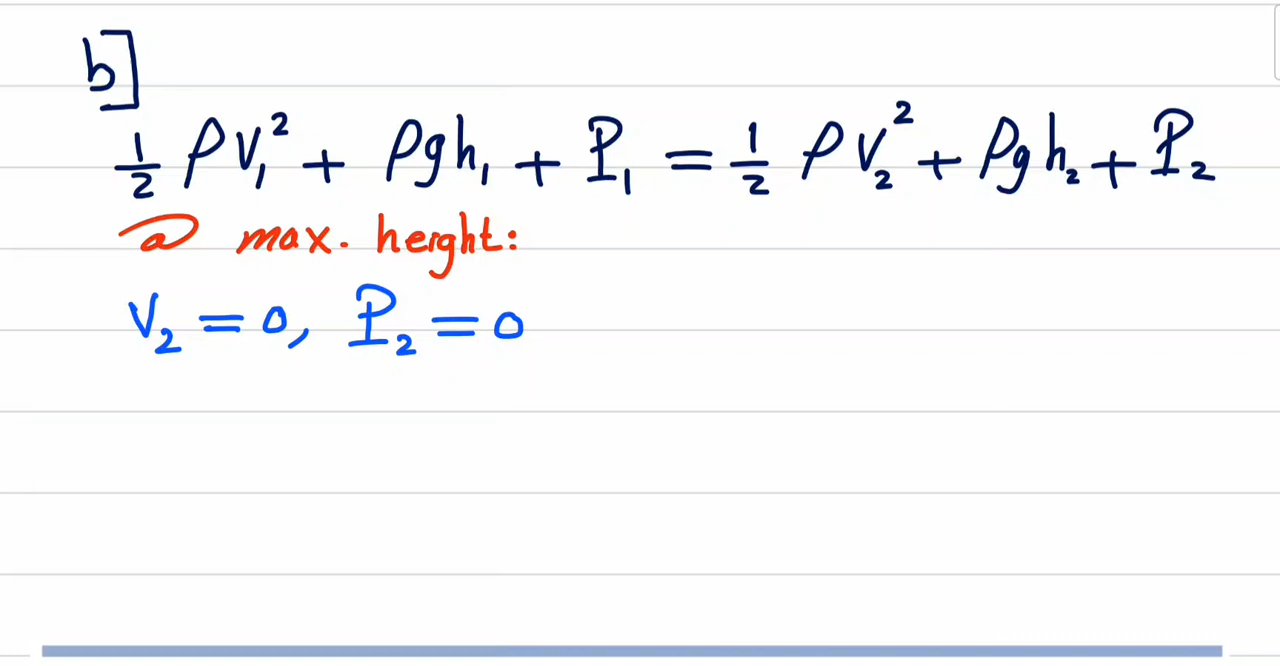 b]
½ ρv₁² + ρgh₁ + P₁ = ½ ρv₂² + ρgh₂ + P₂
@ max. height:
v₂ = 0, P₂ = 0